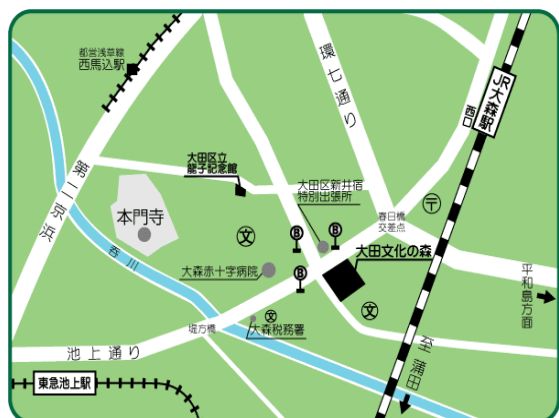 都営浅草線
西馬込駅
環七通り
JR大森駅
西口
第二京浜
大田区立
龍子記念館
大田区新井宿
特別出張所
本門寺
〒
春日橋
交差点
文
B
B
大田文化の森
呑川
大森赤十字病院
B
平和島方面
文
文
堀方橋
大森税務署
池上通り
至蒲田
東急池上駅